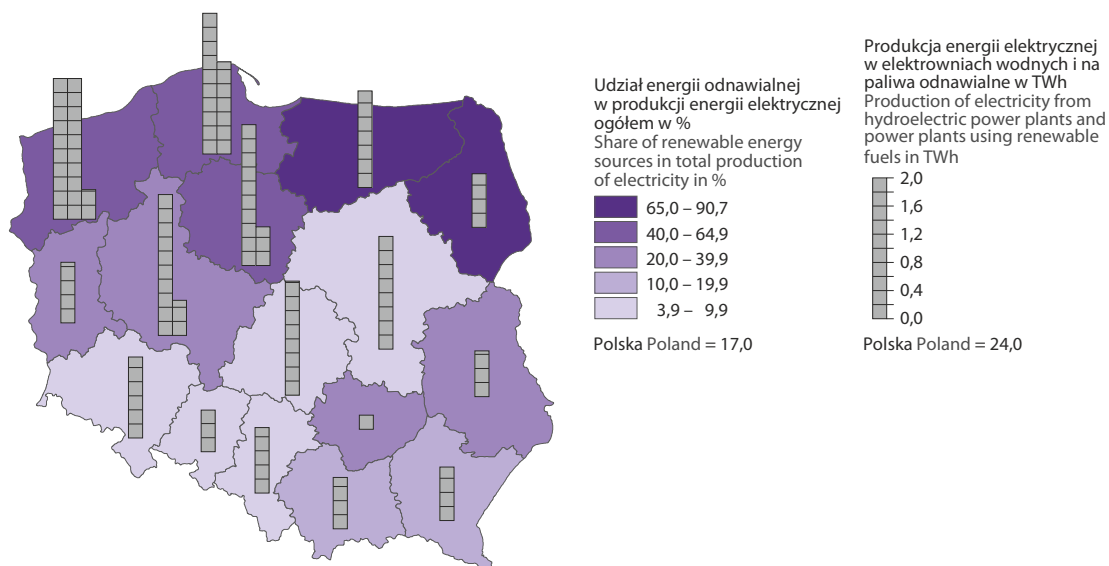 Udział energii odnawialnej
w produkcji energii elektrycznej
ogółem w %
Share of renewable energy
sources in total production
of electricity in %
65,0 – 90,7
40,0 – 64,9
20,0 – 39,9
10,0 – 19,9
3,9 – 9,9
Polska Poland = 17,0
Produkcja energii elektrycznej
w elektrowniach wodnych i na
paliwa odnawialne w TWh
Production of electricity from
hydroelectric power plants and
power plants using renewable
fuels in TWh
2,0
1,6
1,2
0,8
0,4
0,0
Polska Poland = 24,0